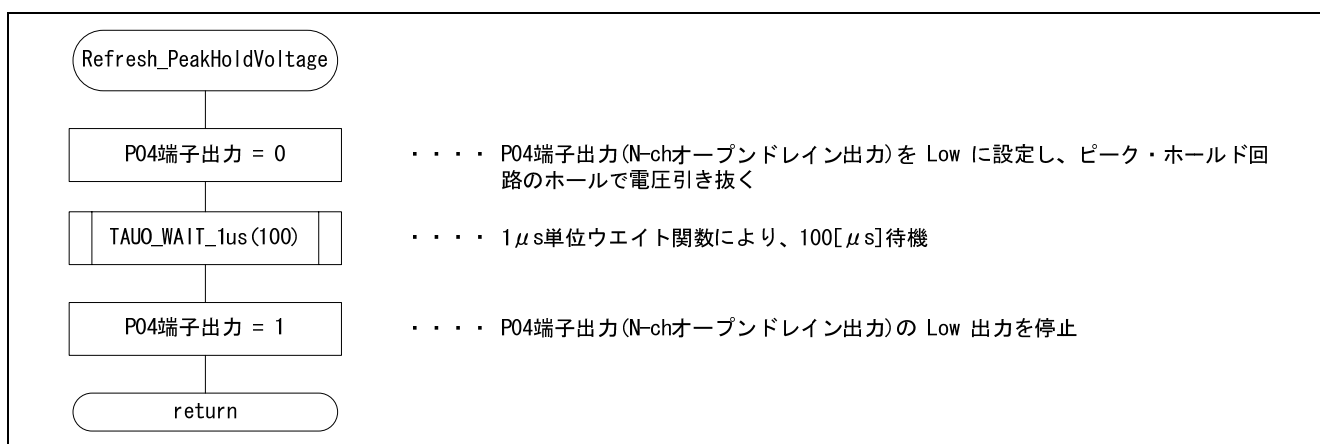 Refresh_PeakHoldVoltage
P04端子出力 = 0
・・・・ P04端子出力(N-chオープンドレイン出力)を Low に設定し、ピーク・ホールド回
路のホールで電圧引き抜く
TAU0_WAIT_1us(100)
・・・・ 1μs単位ウエイト関数により、100[μs]待機
P04端子出力 = 1
・・・・ P04端子出力(N-chオープンドレイン出力)の Low 出力を停止
return